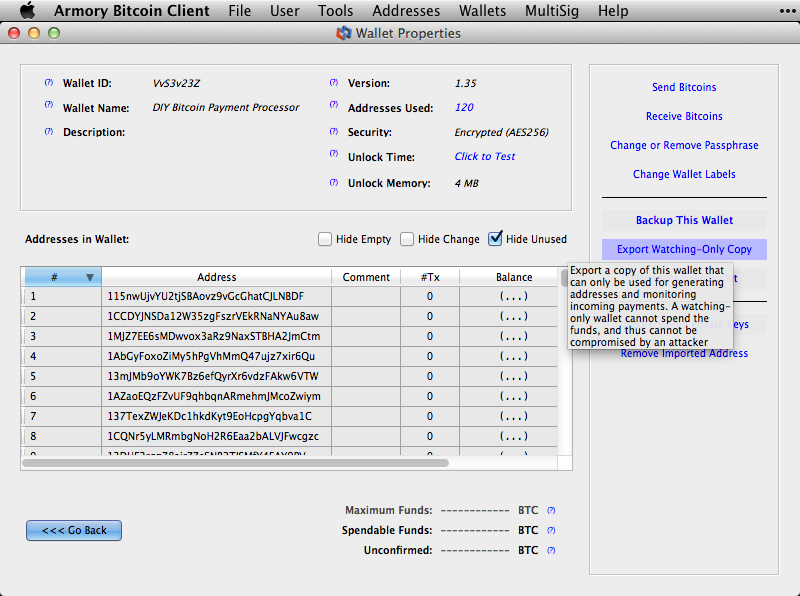 Armory Bitcoin Client File User Tools Addresses Wallets MultiSig Help
Wallet Properties
(?) Wallet ID: VvS3v23Z
(?) Wallet Name: DIY Bitcoin Payment Processor
(?) Description:
(?) Version: 1.35
(?) Addresses Used: 120
(?) Security: Encrypted (AES256)
(?) Unlock Time: Click to Test
(?) Unlock Memory: 4 MB
Send Bitcoins
Receive Bitcoins
Change or Remove Passphrase
Change Wallet Labels
Backup This Wallet
Export Watching-Only Copy
Export a copy of this wallet that
can only be used for generating
addresses and monitoring
incoming payments. A watching-
only wallet cannot spend the
funds, and thus cannot be
compromised by an attacker
Remove Imported Address
Addresses in Wallet: Hide Empty Hide Change Hide Unused
# Address Comment #Tx Balance
1 115nwUjvYU2tjSBAovz9vGcGhatCJLNBDF 0 (...)
2 1CCDYJNSDa12W35zgFszrVEkRNaNYAu8aw 0 (...)
3 1MJZ7EE6sMDwvox3aRz9NaxSTBHA2JmCtm 0 (...)
4 1AbGyFoxoZiMy5hPgVhMmQ47ujz7xir6Qu 0 (...)
5 13mJMb9oYWK7Bz6efQyrXr6vdzFAkw6VTW 0 (...)
6 1AZaoEQzFZvUF9qhbqnARmehmJMcoZwiym 0 (...)
7 137TexZWJeKDc1hkdKyt9EoHcpgYqbva1C 0 (...)
8 1CQNr5yLMRmbgNoH2R6Eaa2bALVJFwcgzc 0 (...)
Maximum Funds: ------------ BTC (?)
Spendable Funds: ------------ BTC (?)
Unconfirmed: ------------ BTC (?)
<<< Go Back